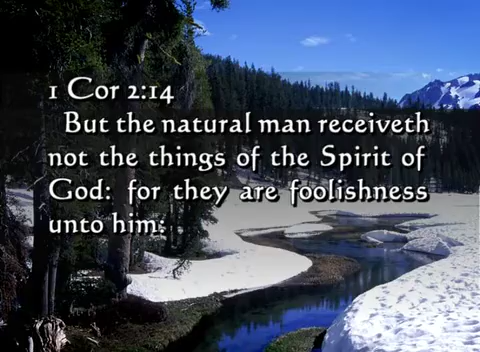 1 Cor 2:14
But the natural man receiveth
not the things of the Spirit of
God: for they are foolishness
unto him: